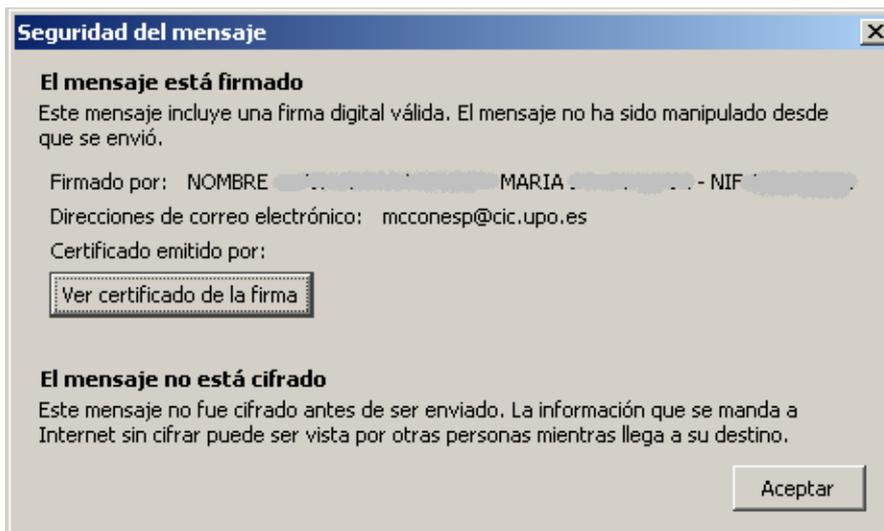 Seguridad del mensaje
El mensaje está firmado
Este mensaje incluye una firma digital válida. El mensaje no ha sido manipulado desde
que se envió.
Firmado por: NOMBRE MARIA - NIF
Direcciones de correo electrónico: mcconesp@cic.upo.es
Certificado emitido por:
Ver certificado de la firma
El mensaje no está cifrado
Este mensaje no fue cifrado antes de ser enviado. La información que se manda a
Internet sin cifrar puede ser vista por otras personas mientras llega a su destino.
Aceptar